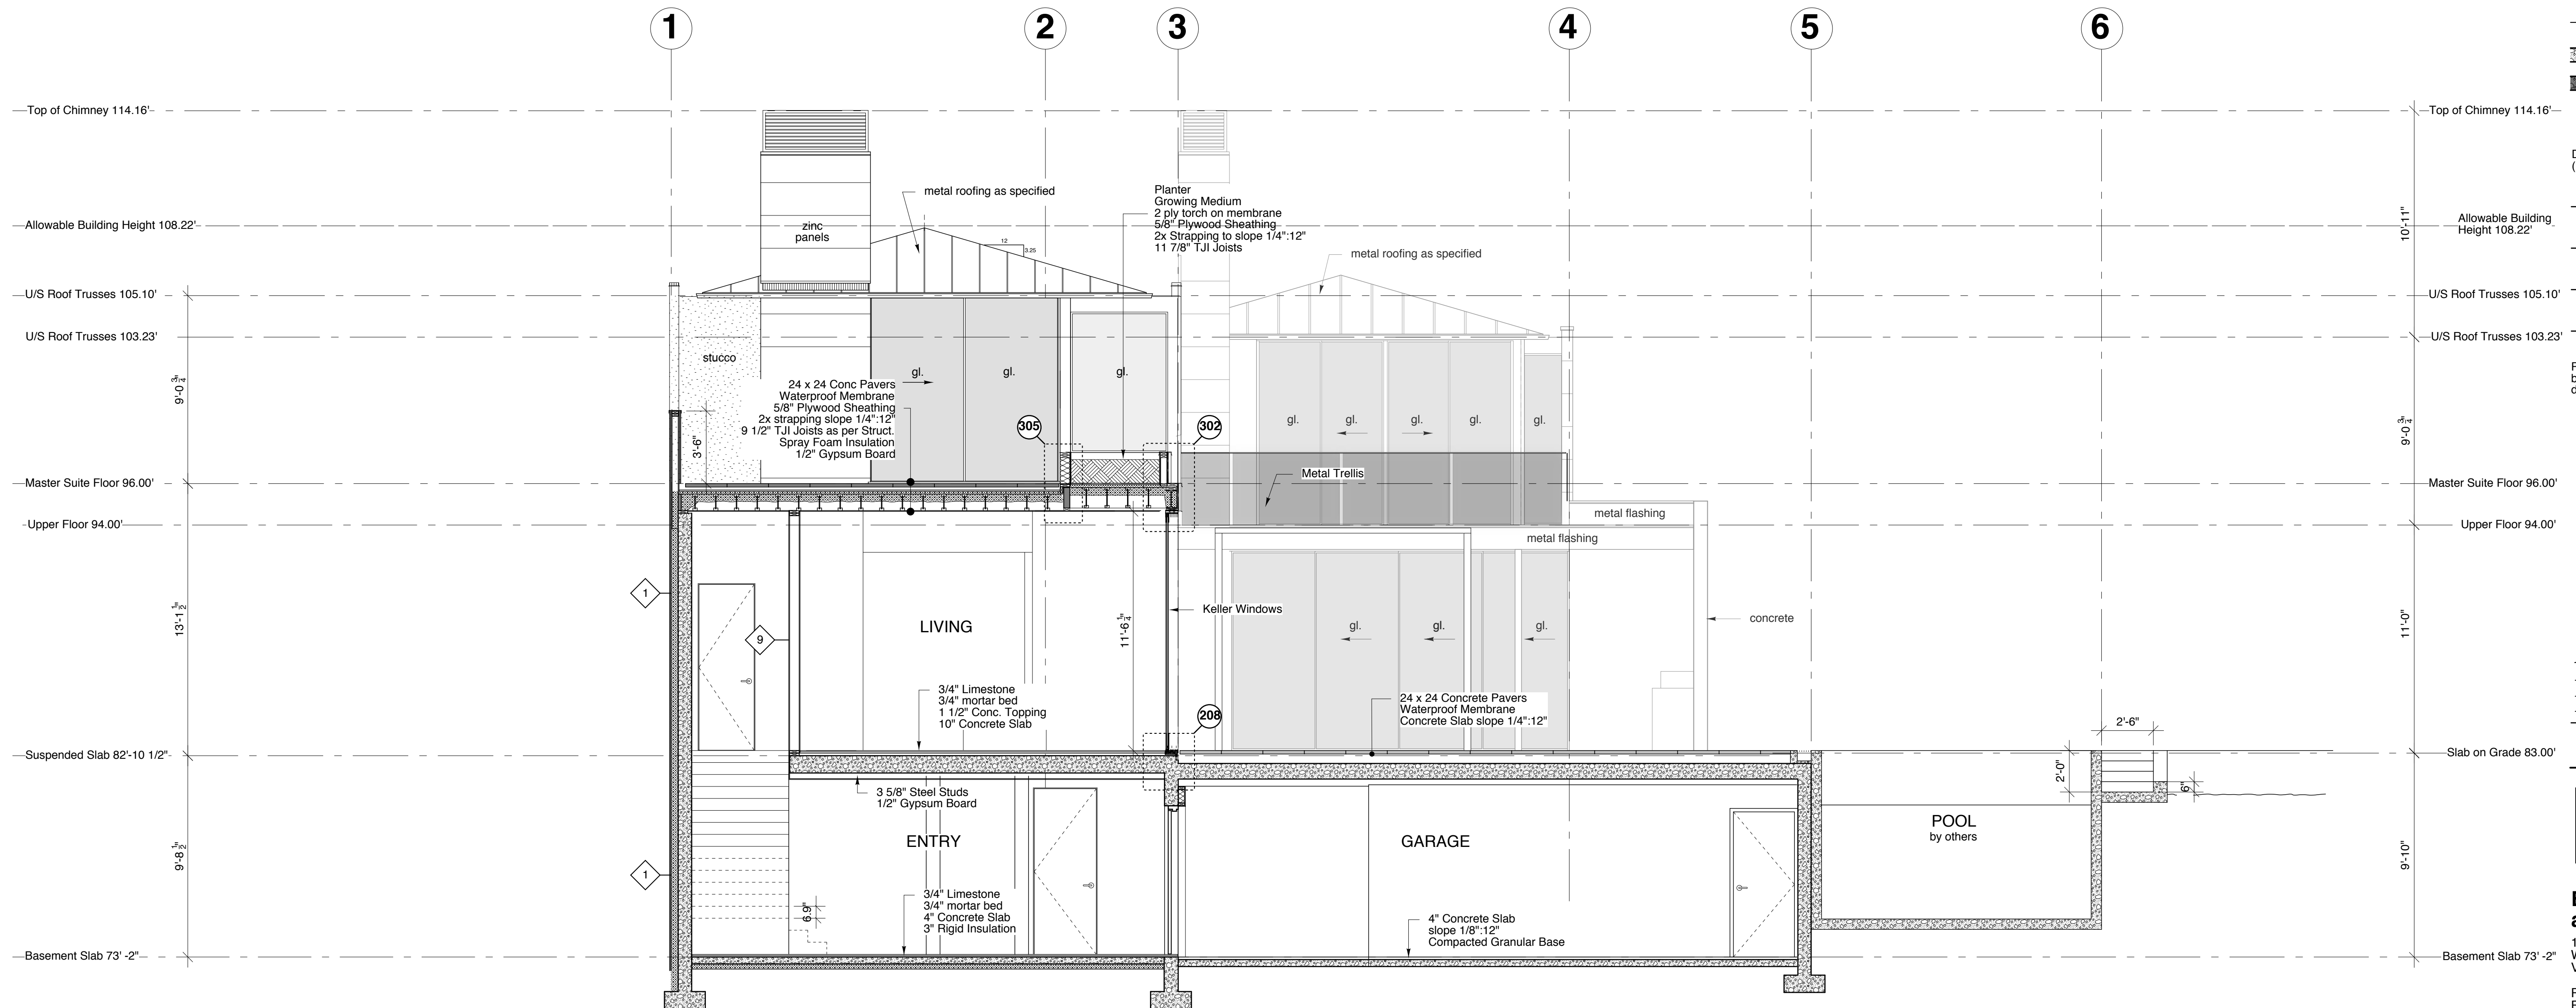 1
2
3
4
5
6
Top of Chimney 114.16'
Top of Chimney 114.16'
metal roofing as specified
Planter
Growing Medium
2 ply torch on membrane
5/8" Plywood Sheathing
2x Strapping to slope 1/4":12"
11 7/8" TJI Joists
Allowable Building Height 108.22'
zinc
panels
12
3.25
metal roofing as specified
10'-11"
Allowable Building
Height 108.22'
U/S Roof Trusses 105.10'
U/S Roof Trusses 105.10'
U/S Roof Trusses 103.23'
U/S Roof Trusses 103.23'
stucco
gl.
gl.
gl.
9'-0 3/4"
24 x 24 Conc Pavers
Waterproof Membrane
5/8" Plywood Sheathing
2x strapping slope 1/4":12"
9 1/2" TJI Joists as per Struct.
Spray Foam Insulation
1/2" Gypsum Board
3'-6"
305
302
gl.
gl.
gl.
gl.
gl.
9'-0 3/4"
Metal Trellis
Master Suite Floor 96.00'
Master Suite Floor 96.00'
metal flashing
Upper Floor 94.00'
Upper Floor 94.00'
metal flashing
1
Keller Windows
13'-1 1/2"
9
LIVING
11'-6 1/4"
gl.
gl.
gl.
concrete
11'-0"
3/4" Limestone
3/4" mortar bed
1 1/2" Conc. Topping
10" Concrete Slab
208
24 x 24 Concrete Pavers
Waterproof Membrane
Concrete Slab slope 1/4":12"
2'-6"
Suspended Slab 82'-10 1/2"
Slab on Grade 83.00'
2'-0"
6"
3 5/8" Steel Studs
1/2" Gypsum Board
9'-8 1/2"
ENTRY
GARAGE
POOL
by others
9'-10"
1
6.9"
3/4" Limestone
3/4" mortar bed
4" Concrete Slab
3" Rigid Insulation
4" Concrete Slab
slope 1/8":12"
Compacted Granular Base
Basement Slab 73' -2"
Basement Slab 73' -2"